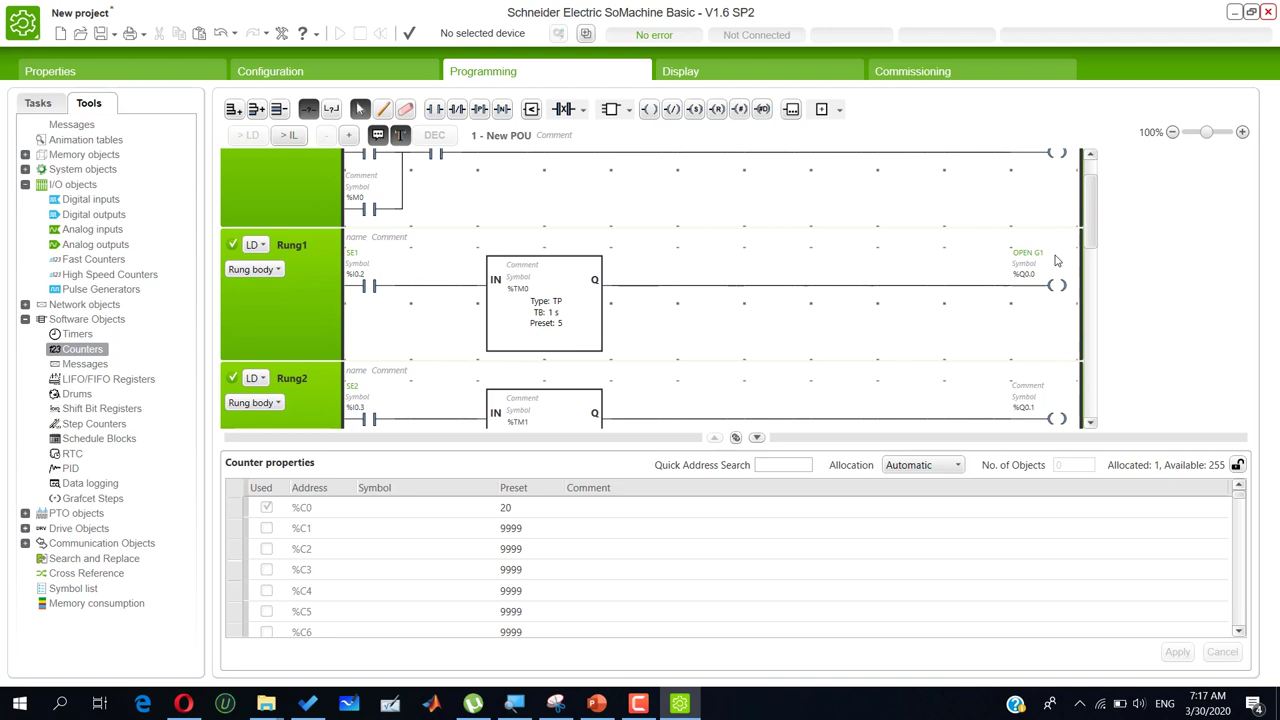 New project*
Schneider Electric SoMachine Basic - V1.6 SP2
No selected device
No error
Not Connected
Properties
Configuration
Programming
Display
Commissioning
Tasks
Tools
Messages
Animation tables
Memory objects
System objects
I/O objects
Digital inputs
Digital outputs
Analog inputs
Analog outputs
Fast Counters
High Speed Counters
Pulse Generators
Network objects
Software Objects
Timers
Counters
Messages
LIFO/FIFO Registers
Drums
Shift Bit Registers
Step Counters
Schedule Blocks
RTC
PID
Data logging
Grafcet Steps
PTO objects
Drive Objects
Communication Objects
Search and Replace
Cross Reference
Symbol list
Memory consumption
> LD
> IL
-
+
DEC
1 - New POU Comment
100%
Comment
Symbol
%M0
name Comment
LD
Rung1
Rung body
SE1
Symbol
%I0.2
Comment
Symbol
%TM0
IN
Q
Type: TP
TB: 1 s
Preset: 5
OPEN G1
Symbol
%Q0.0
name Comment
LD
Rung2
Rung body
SE2
Symbol
%I0.3
Comment
Symbol
%TM1
IN
Q
Comment
Symbol
%Q0.1
Counter properties
Quick Address Search
Allocation
Automatic
No. of Objects
0
Allocated: 1, Available: 255
Used Address Symbol Preset Comment
%C0 20
%C1 9999
%C2 9999
%C3 9999
%C4 9999
%C5 9999
%C6 9999
Apply
Cancel
ENG
7:17 AM
3/30/2020
4